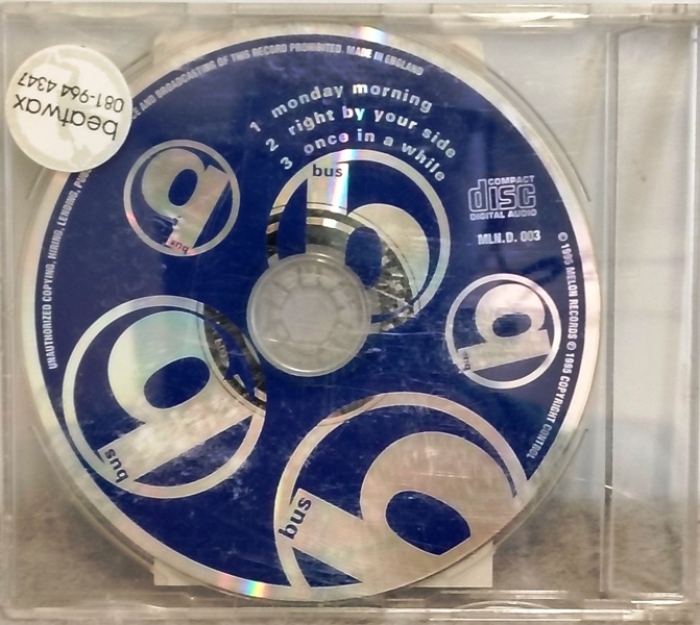 UNAUTHORIZED COPYING, HIRING, LENDING, PU
CE AND BROADCASTING OF THIS RECORD PROHIBITED. MADE IN ENGLAND
beatwax
081-964 4347
1 monday morning
2 right by your side
3 once in a while
COMPACT
disc
DIGITAL AUDIO
MLN.D. 003
℗ 1995 MELON RECORDS © 1995 COPYRIGHT CONTROL
b
bus
b
bus
b
bus
b
bus
b
bus